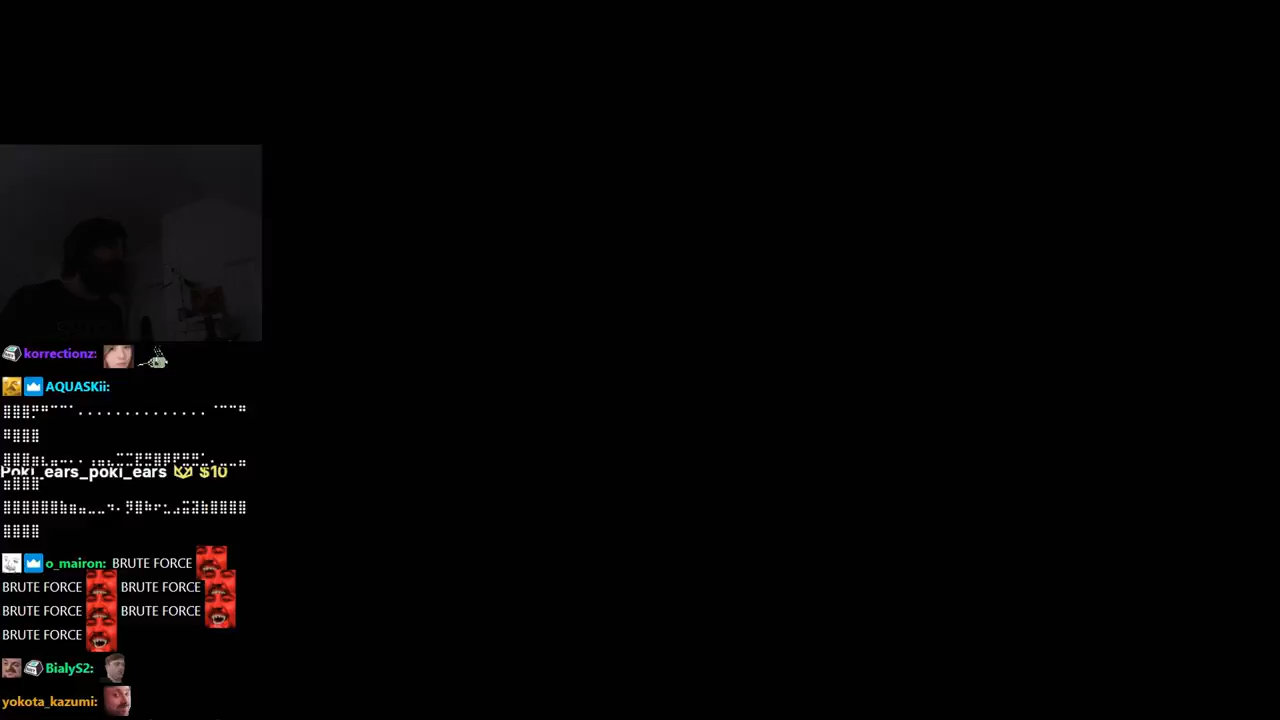 korrectionz:
AQUASKii:
Poki_ears_poki_ears $10
o_mairon: BRUTE FORCE
BRUTE FORCE BRUTE FORCE
BRUTE FORCE BRUTE FORCE
BRUTE FORCE
BialyS2:
yokota_kazumi: